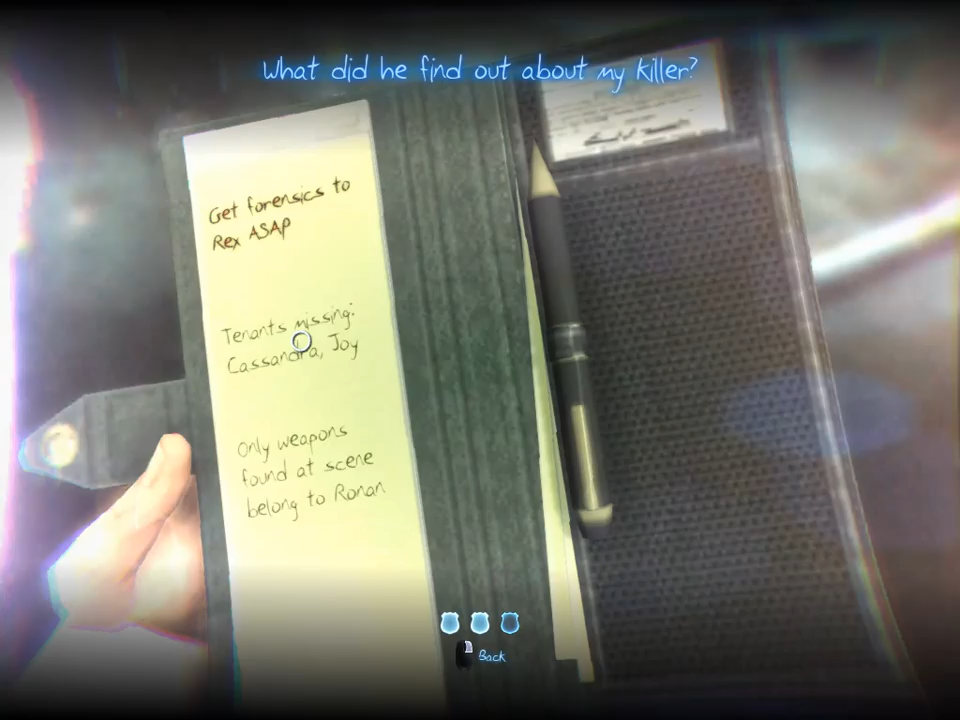 What did he find out about my killer?
Get forensics to
Rex ASAP
Tenants missing:
Cassandra, Joy
Only weapons
found at scene
belong to Ronan
Back